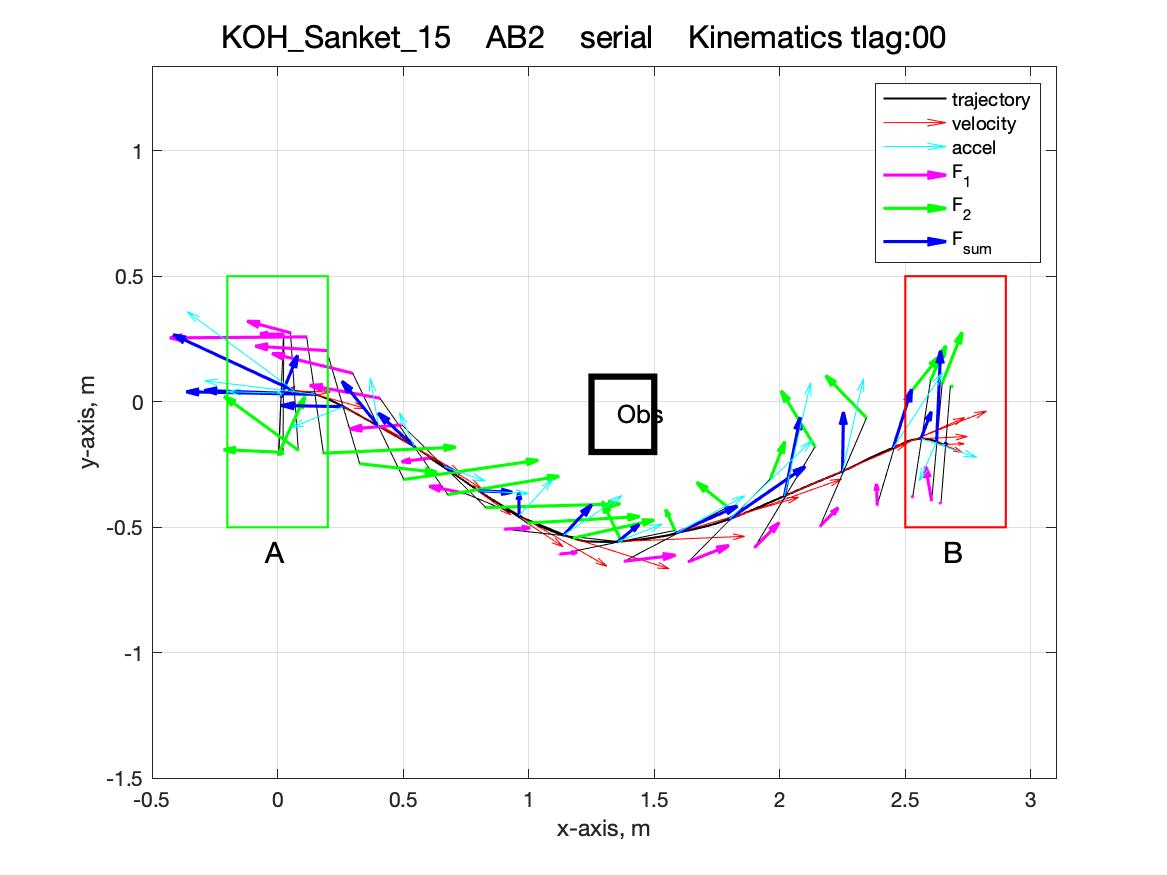 KOH_Sanket_15 AB2 serial Kinematics tlag:00
trajectory
velocity
accel
F1
F2
Fsum
1
0.5
0
-0.5
-1
-1.5
y-axis, m
Obs
A
B
-0.5 0 0.5 1 1.5 2 2.5 3
x-axis, m